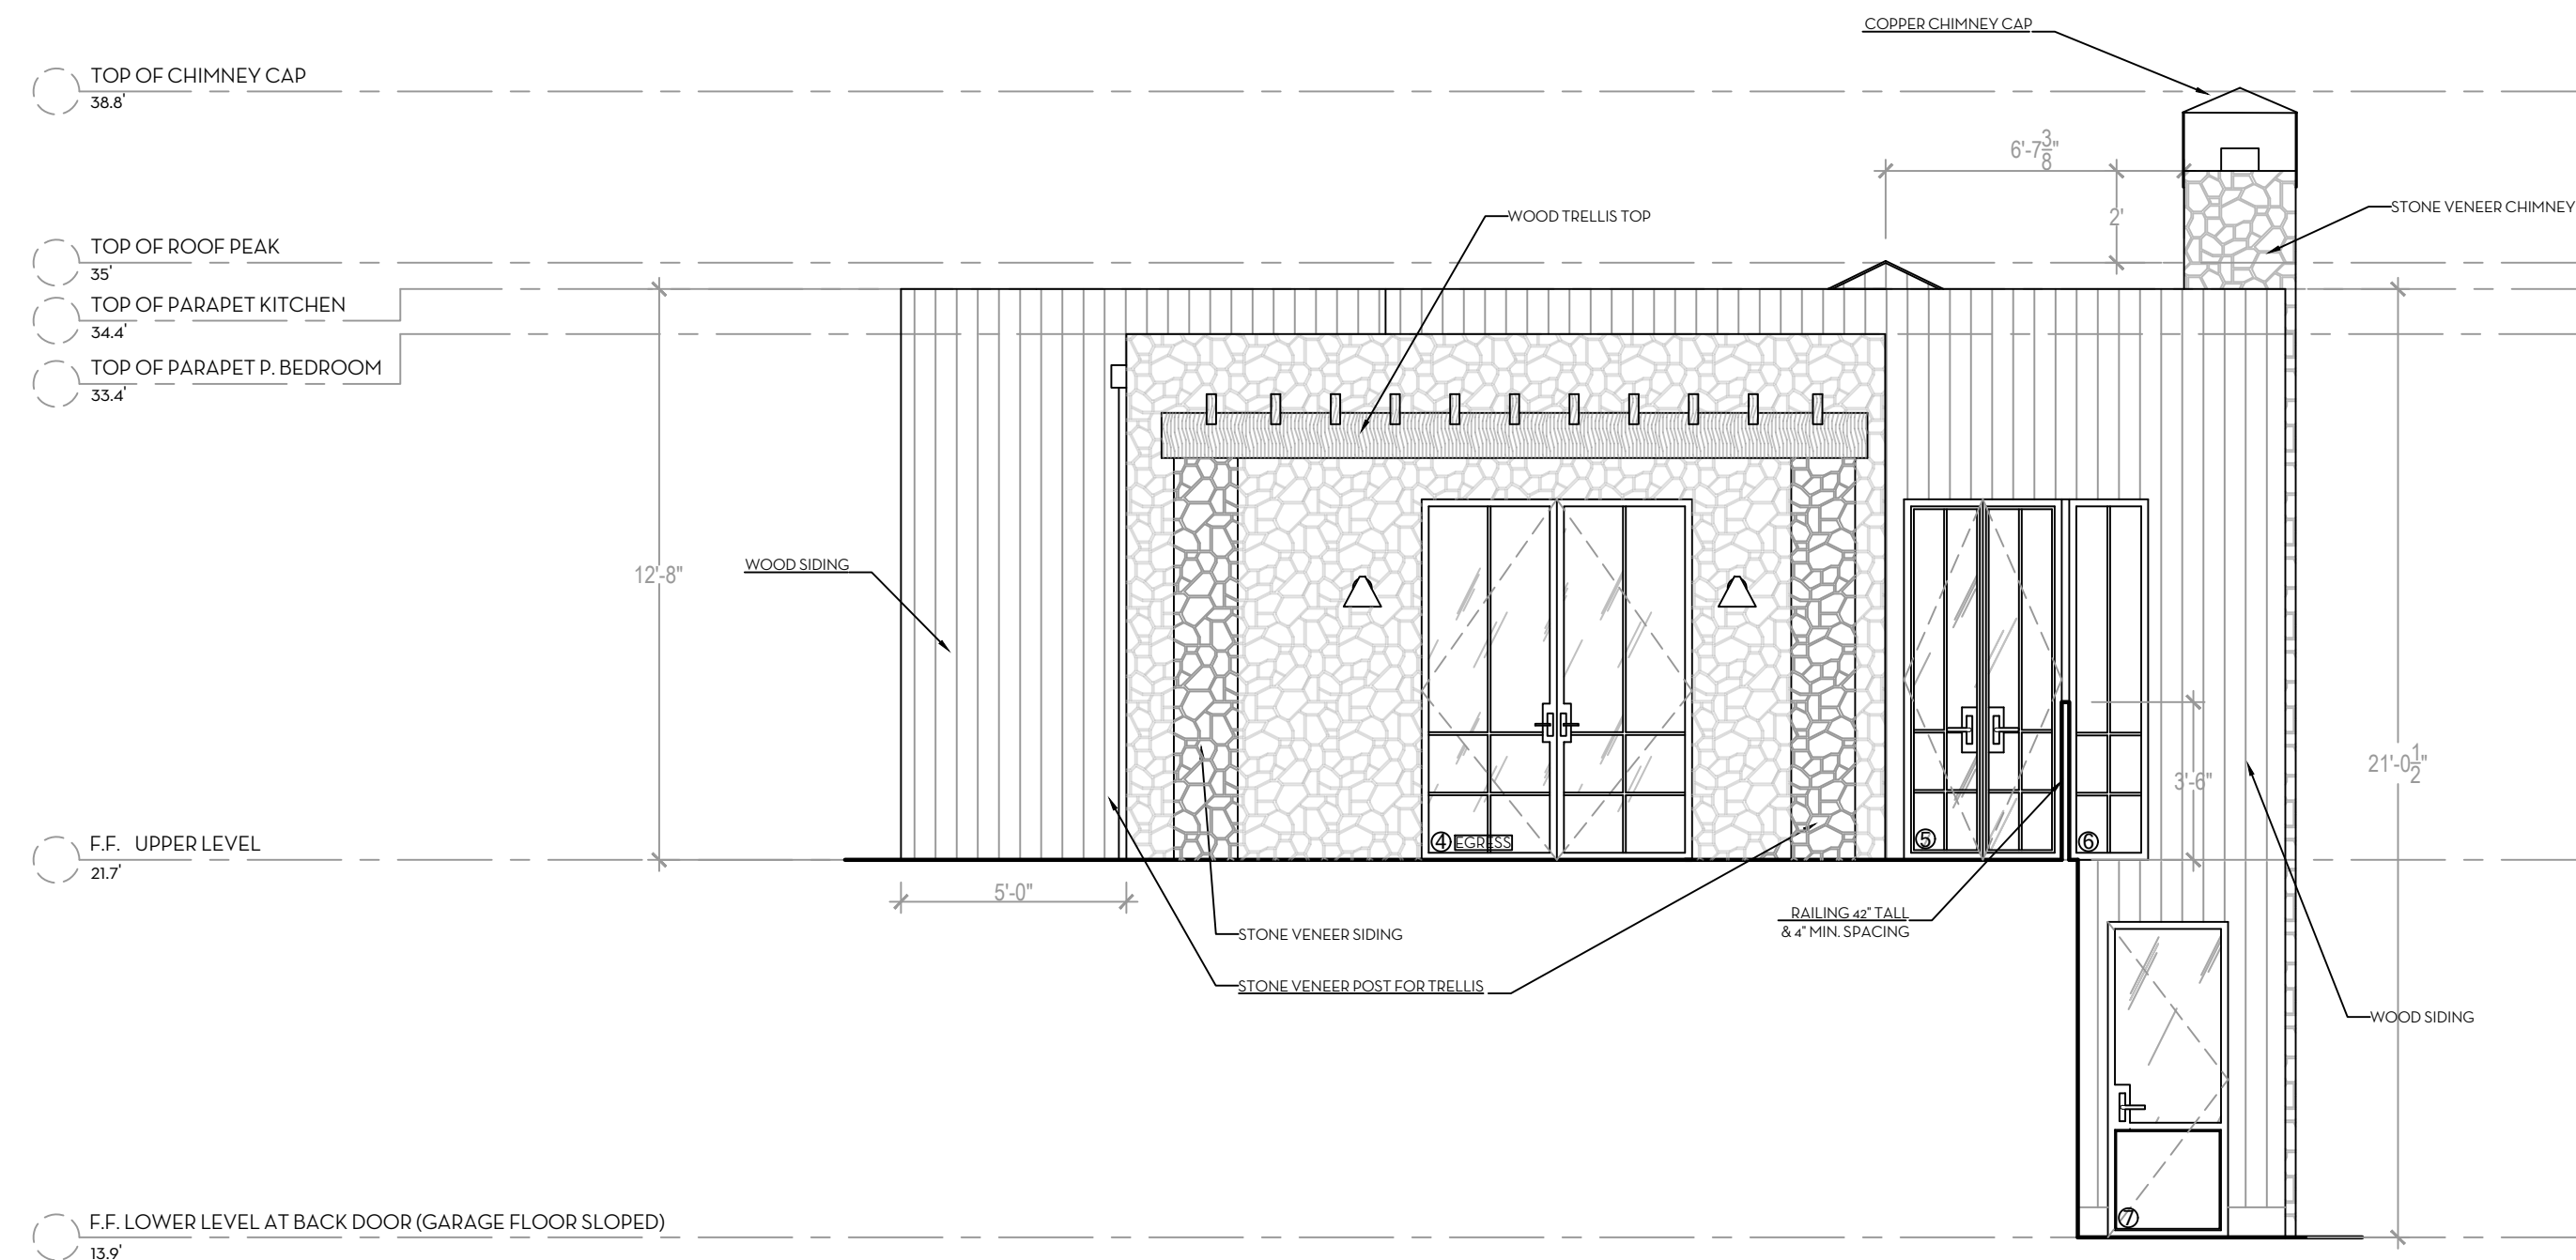 COPPER CHIMNEY CAP
TOP OF CHIMNEY CAP
38.8'
6'-7 3/8"
2'
WOOD TRELLIS TOP
STONE VENEER CHIMNEY
TOP OF ROOF PEAK
35'
TOP OF PARAPET KITCHEN
34.4'
TOP OF PARAPET P. BEDROOM
33.4'
12'-8"
WOOD SIDING
21'-0 1/2"
3'-6"
4 EGRESS
5
6
F.F. UPPER LEVEL
21.7'
5'-0"
STONE VENEER SIDING
RAILING 42" TALL
& 4" MIN. SPACING
STONE VENEER POST FOR TRELLIS
WOOD SIDING
7
F.F. LOWER LEVEL AT BACK DOOR (GARAGE FLOOR SLOPED)
13.9'